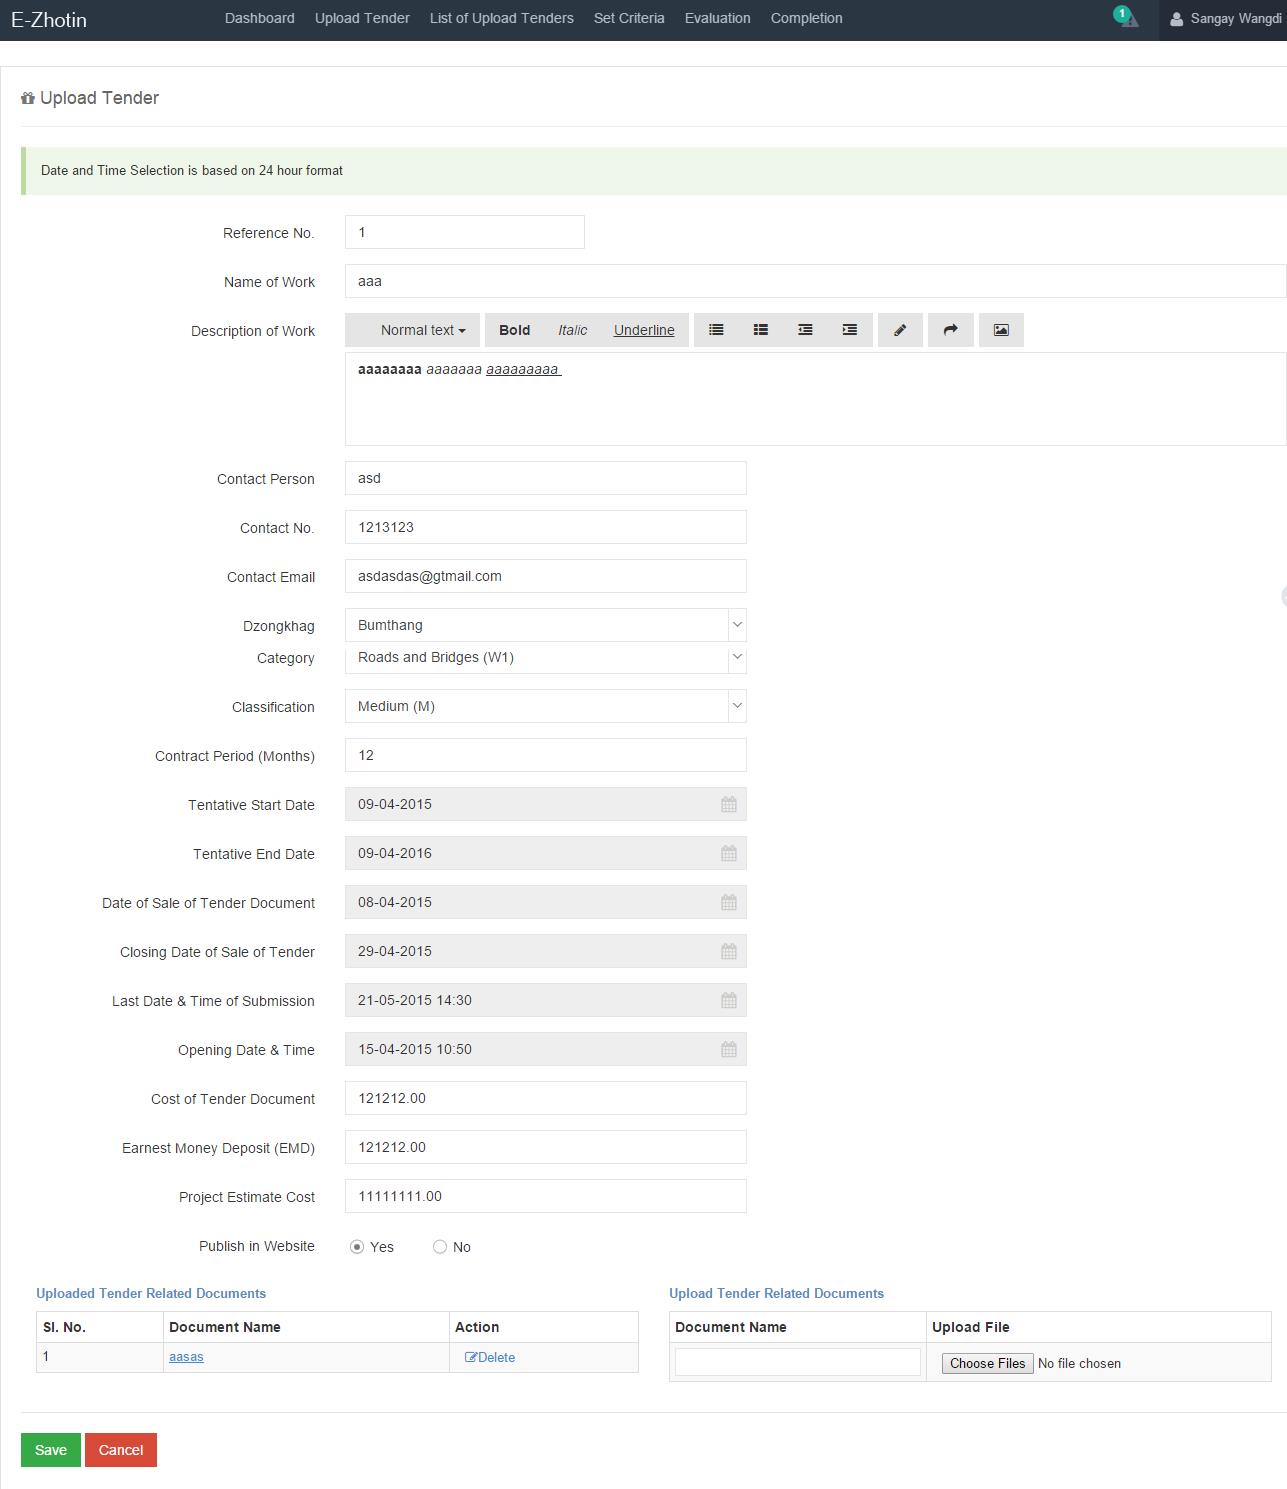 E-Zhotin Dashboard Upload Tender List of Upload Tenders Set Criteria Evaluation Completion 1 Sangay Wangdi
Upload Tender
Date and Time Selection is based on 24 hour format
Reference No. 1
Name of Work aaa
Description of Work Normal text Bold Italic Underline
aaaaaaaa aaaaaaa aaaaaaaaa
Contact Person asd
Contact No. 1213123
Contact Email asdasdas@gtmail.com
Dzongkhag Bumthang
Category Roads and Bridges (W1)
Classification Medium (M)
Contract Period (Months) 12
Tentative Start Date 09-04-2015
Tentative End Date 09-04-2016
Date of Sale of Tender Document 08-04-2015
Closing Date of Sale of Tender 29-04-2015
Last Date & Time of Submission 21-05-2015 14:30
Opening Date & Time 15-04-2015 10:50
Cost of Tender Document 121212.00
Earnest Money Deposit (EMD) 121212.00
Project Estimate Cost 11111111.00
Publish in Website Yes No
Uploaded Tender Related Documents Upload Tender Related Documents
Sl. No. Document Name Action Document Name Upload File
1 aasas Delete Choose Files No file chosen
Save Cancel